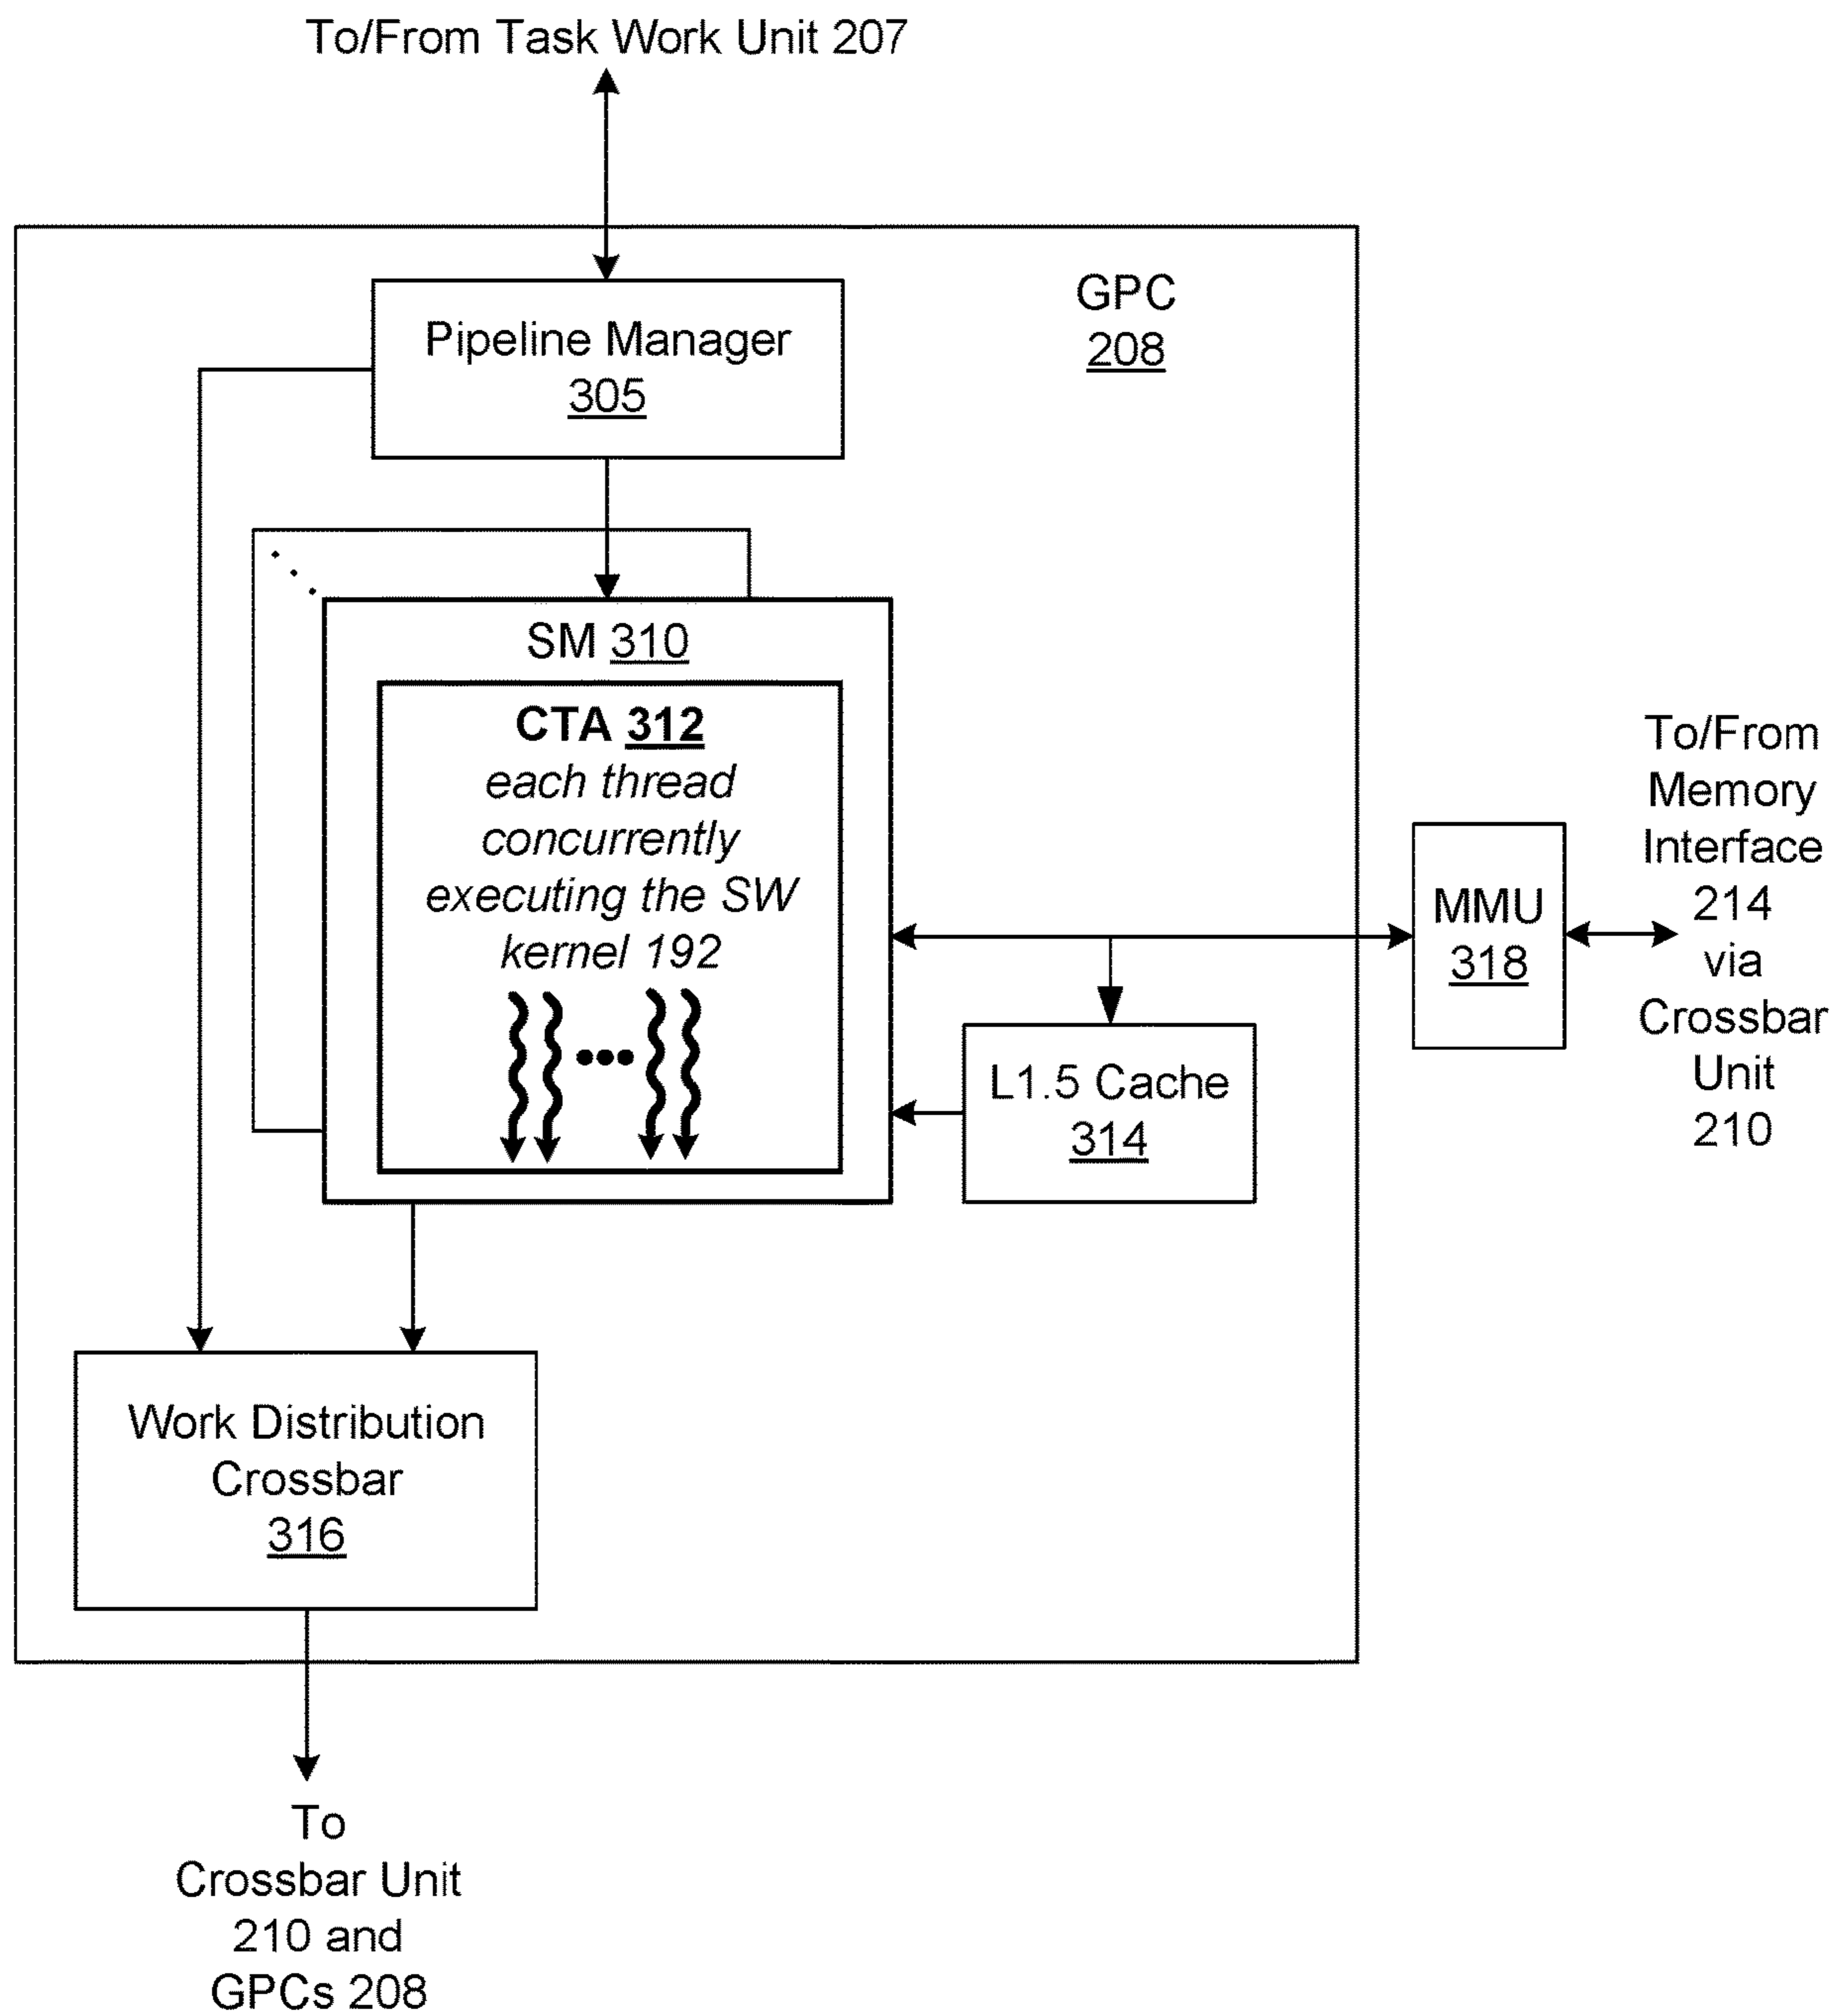 To/From Task Work Unit 207
GPC
208
Pipeline Manager
305
SM 310
CTA 312
each thread
concurrently
executing the SW
kernel 192
To/From
Memory
Interface
214
via
Crossbar
Unit
210
MMU
318
L1.5 Cache
314
Work Distribution
Crossbar
316
To
Crossbar Unit
210 and
GPCs 208